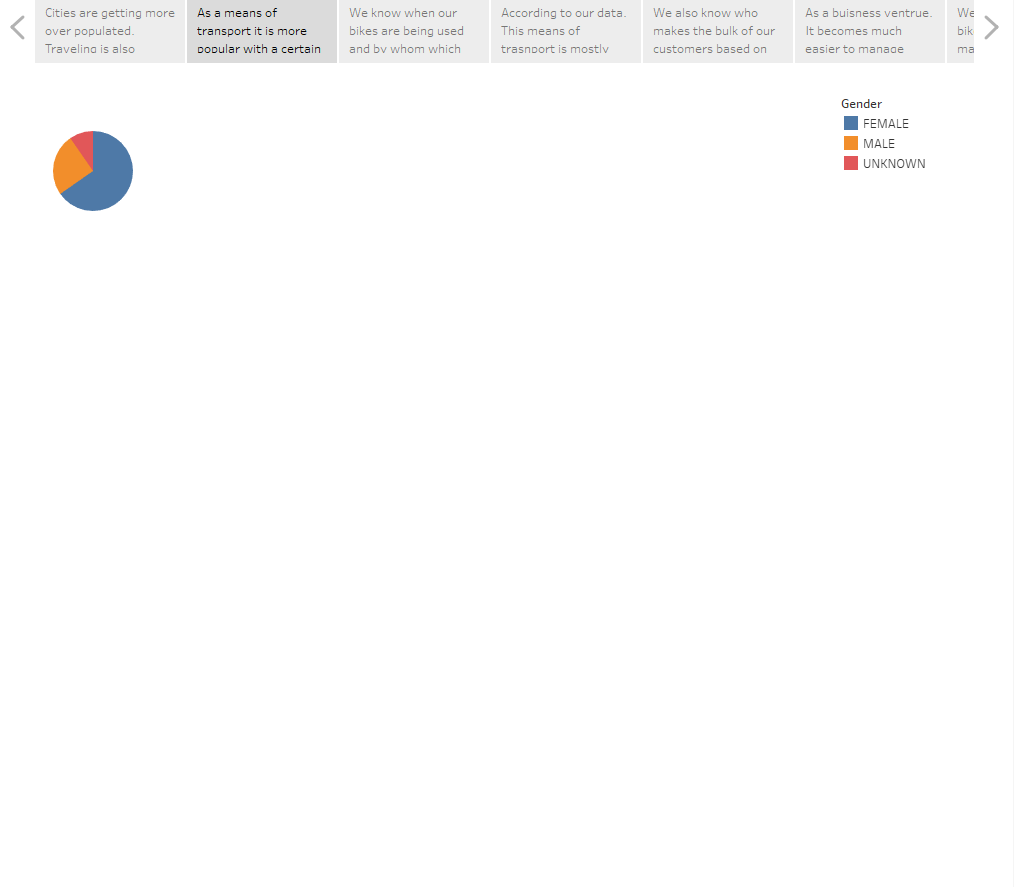 Cities are getting more
over populated.
Traveling is also
As a means of
transport it is more
popular with a certain
We know when our
bikes are being used
and by whom which
According to our data.
This means of
trasnport is mostly
We also know who
makes the bulk of our
customers based on
As a buisness ventrue.
It becomes much
easier to manage
We
Gender
FEMALE
MALE
UNKNOWN